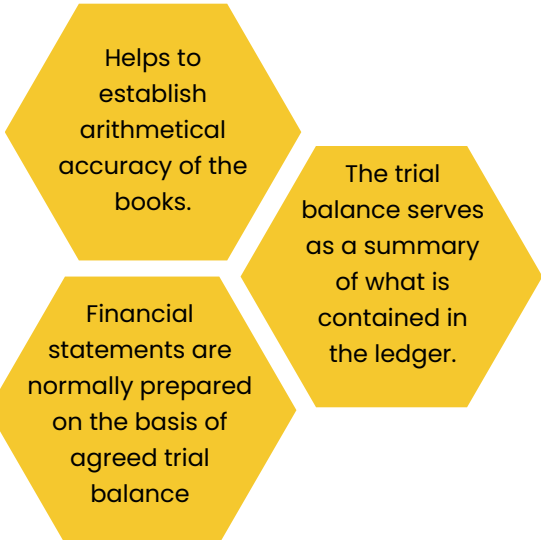 Helps to
establish
arithmetical
accuracy of the
books.
The trial
balance serves
as a summary
of what is
contained in
the ledger.
Financial
statements are
normally prepared
on the basis of
agreed trial
balance